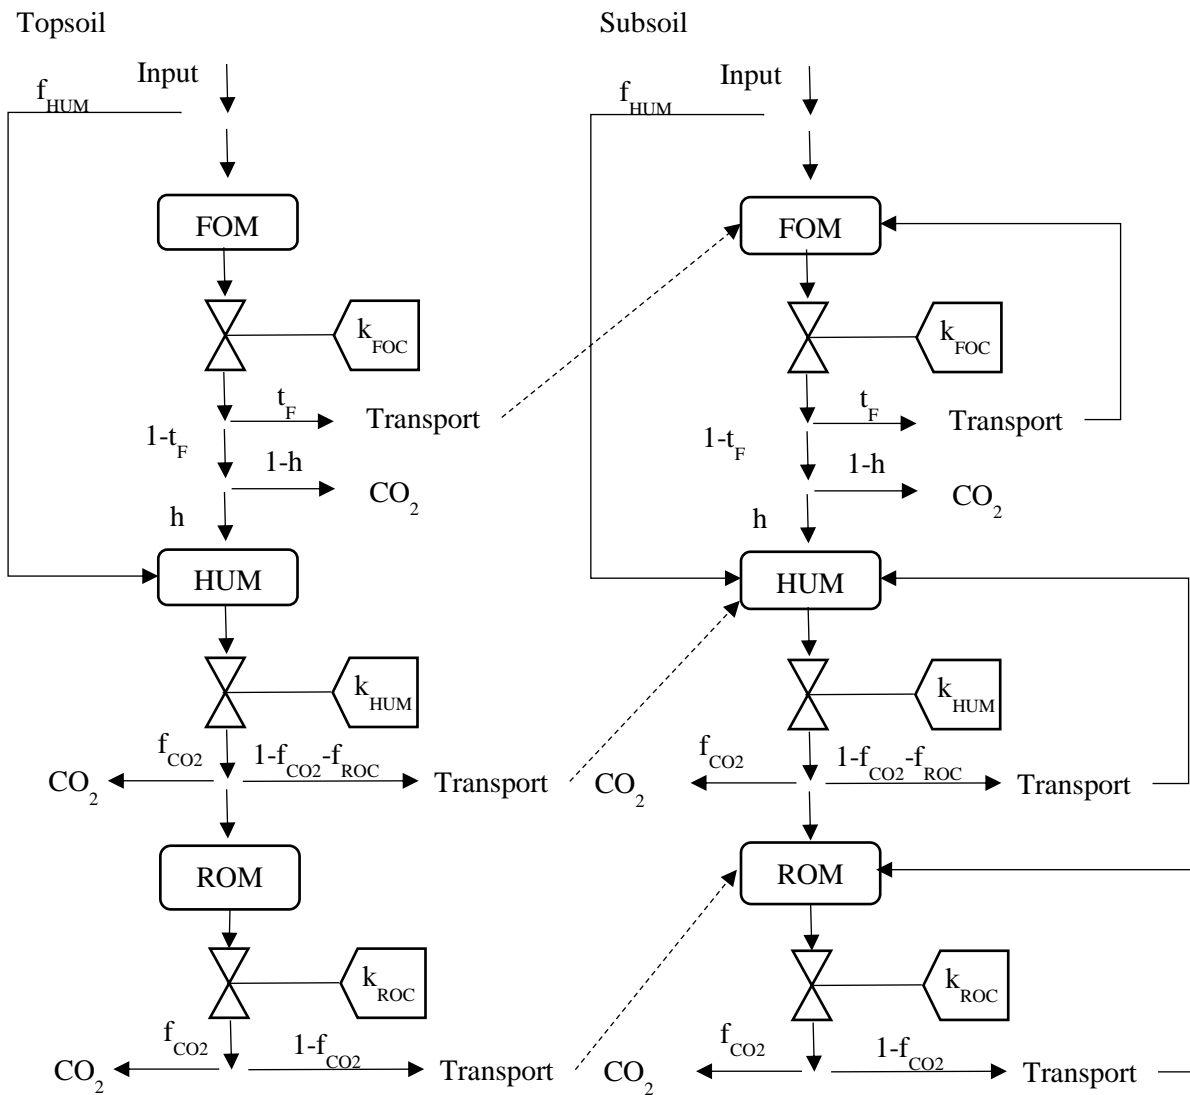 Topsoil
Subsoil
Input
Input
f_HUM
f_HUM
FOM
FOM
k_FOC
k_FOC
t_F
Transport
t_F
Transport
1-t_F
1-t_F
1-h
CO_2
1-h
CO_2
h
h
HUM
HUM
k_HUM
k_HUM
f_CO2
1-f_CO2-f_ROC
f_CO2
1-f_CO2-f_ROC
CO_2
Transport
CO_2
Transport
ROM
ROM
k_ROC
k_ROC
f_CO2
1-f_CO2
f_CO2
1-f_CO2
CO_2
Transport
CO_2
Transport